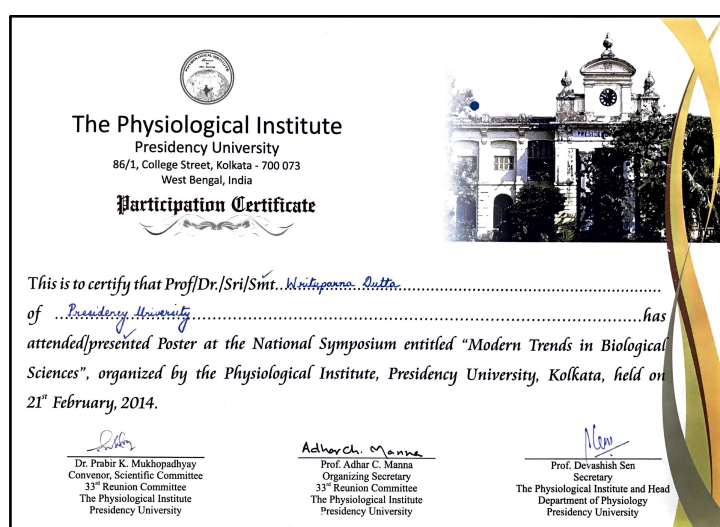 PHYSIOLOGICAL INSTITUTE
The Physiological Institute
Presidency University
86/1, College Street, Kolkata - 700 073
West Bengal, India
Participation Certificate
PRESIDE
This is to certify that Prof/Dr./Sri/Smt...Writuparna Dutta...
of ...Presidency University...has
attended/presented Poster at the National Symposium entitled “Modern Trends in Biological
Sciences”, organized by the Physiological Institute, Presidency University, Kolkata, held on
21st February, 2014.
Adhar Ch. Manna
Dr. Prabir K. Mukhopadhyay
Convenor, Scientific Committee
33rd Reunion Committee
The Physiological Institute
Presidency University
Prof. Adhar C. Manna
Organizing Secretary
33rd Reunion Committee
The Physiological Institute
Presidency University
Prof. Devashish Sen
Secretary
The Physiological Institute and Head
Department of Physiology
Presidency University